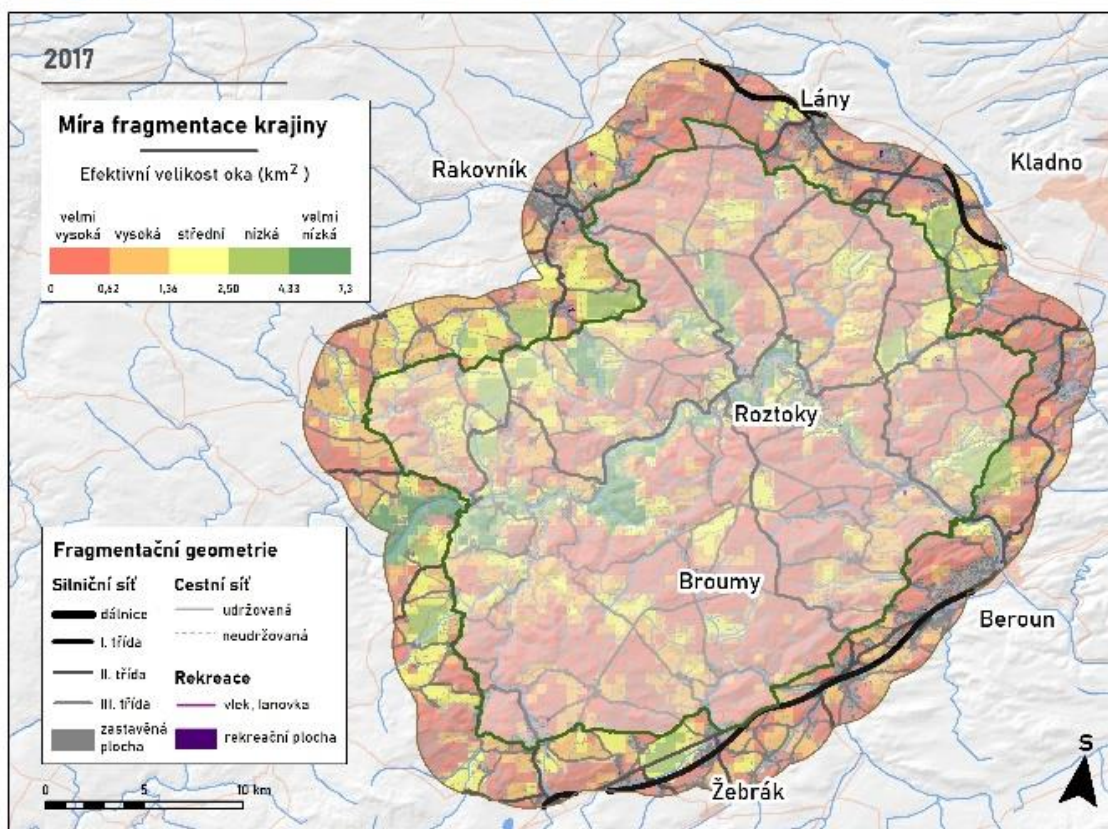 2017
Míra fragmentace krajiny
Efektivní velikost oka (km²)
velmi vysoká
vysoká
střední
nízká
velmi nízká
0 0,62 1,36 2,50 4,33 7,3
Rakovník
Lány
Kladno
Roztoky
Broumy
Beroun
Žebrák
Fragmentační geometrie
Silniční síť
dálnice
I. třída
II. třída
III. třída
zastavěná
plocha
Cestní síť
udržovaná
neudržovaná
Rekreace
vlek, lanovka
rekreační plocha
0 5 10 km
S